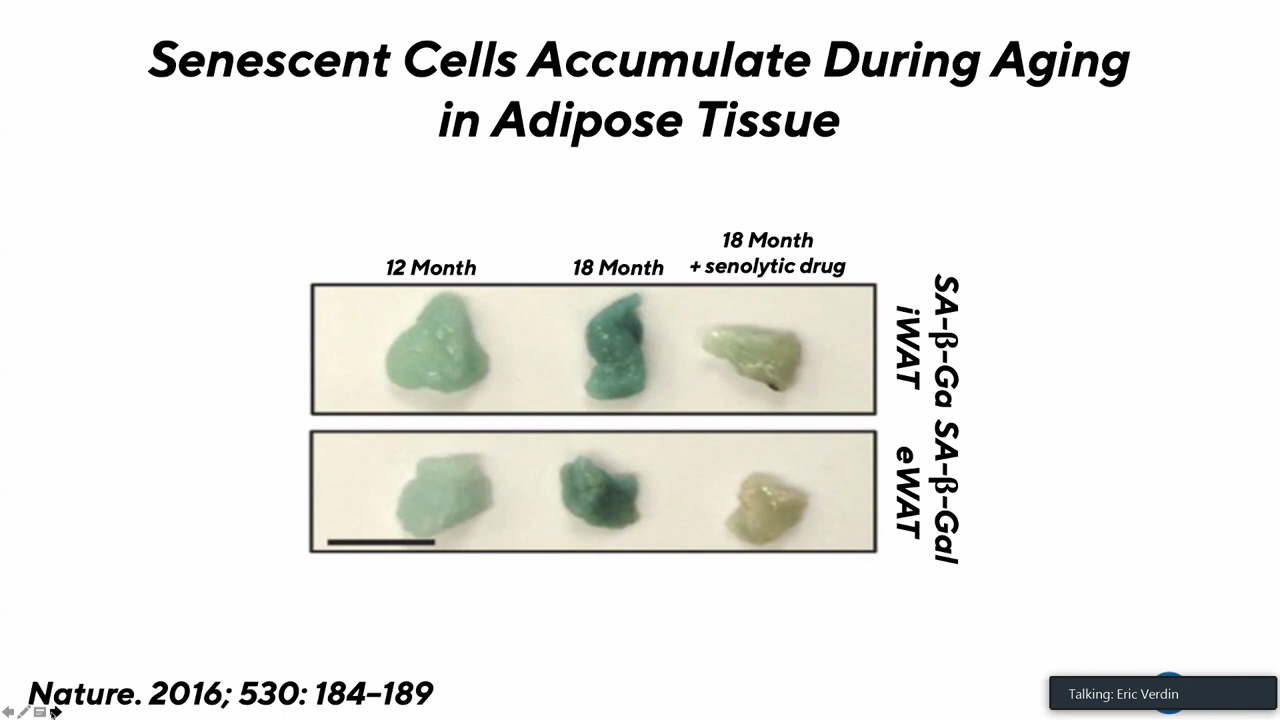 Senescent Cells Accumulate During Aging
in Adipose Tissue
12 Month
18 Month
18 Month
+ senolytic drug
SA-β-Ga
iWAT
SA-β-Gal
eWAT
Nature. 2016; 530: 184-189
Talking: Eric Verdin